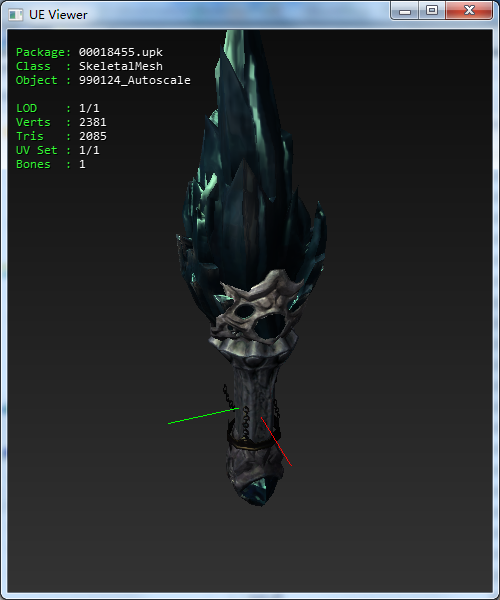 UE Viewer
Package: 00018455.upk
Class : SkeletalMesh
Object : 990124_Autoscale
LOD : 1/1
Verts : 2381
Tris : 2085
UV Set : 1/1
Bones : 1